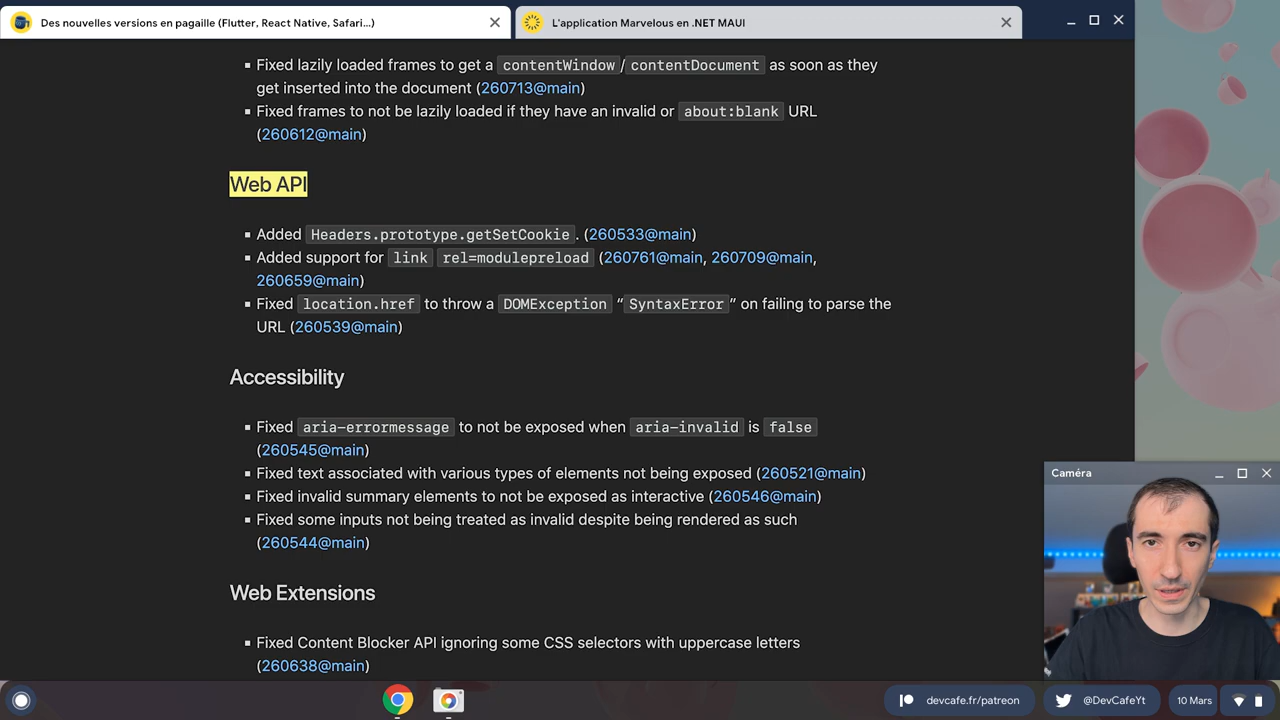 Des nouvelles versions en pagaille (Flutter, React Native, Safari...)
L'application Marvelous en .NET MAUI
▪ Fixed lazily loaded frames to get a contentWindow/contentDocument as soon as they
get inserted into the document (260713@main)
▪ Fixed frames to not be lazily loaded if they have an invalid or about:blank URL
(260612@main)
Web API
▪ Added Headers.prototype.getSetCookie. (260533@main)
▪ Added support for link rel=modulepreload (260761@main, 260709@main,
260659@main)
▪ Fixed location.href to throw a DOMException “SyntaxError” on failing to parse the
URL (260539@main)
Accessibility
▪ Fixed aria-errormessage to not be exposed when aria-invalid is false
(260545@main)
▪ Fixed text associated with various types of elements not being exposed (260521@main)
▪ Fixed invalid summary elements to not be exposed as interactive (260546@main)
▪ Fixed some inputs not being treated as invalid despite being rendered as such
(260544@main)
Web Extensions
▪ Fixed Content Blocker API ignoring some CSS selectors with uppercase letters
(260638@main)
Caméra
devcafe.fr/patreon
@DevCafeYt
10 Mars